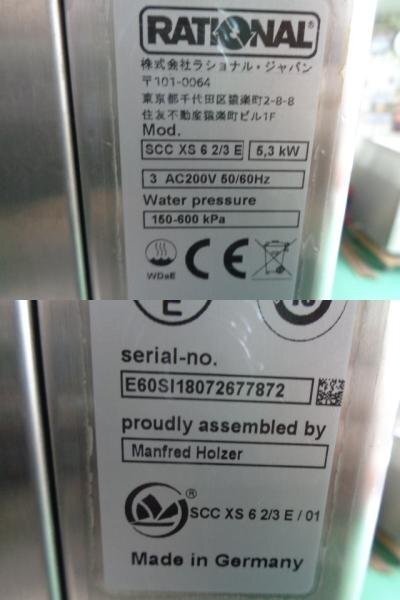 RATIONAL®
株式会社ラショナル・ジャパン
〒101-0064
東京都千代田区猿楽町2-8-8
住友不動産猿楽町ビル1F
Mod.
SCC XS 6 2/3 E 5,3 kW
3 AC200V 50/60Hz
Water pressure
150-600 kPa
WDaE CE
E 10
serial-no.
E60SI18072677872
proudly assembled by
Manfred Holzer
® SCC XS 6 2/3 E / 01
Made in Germany